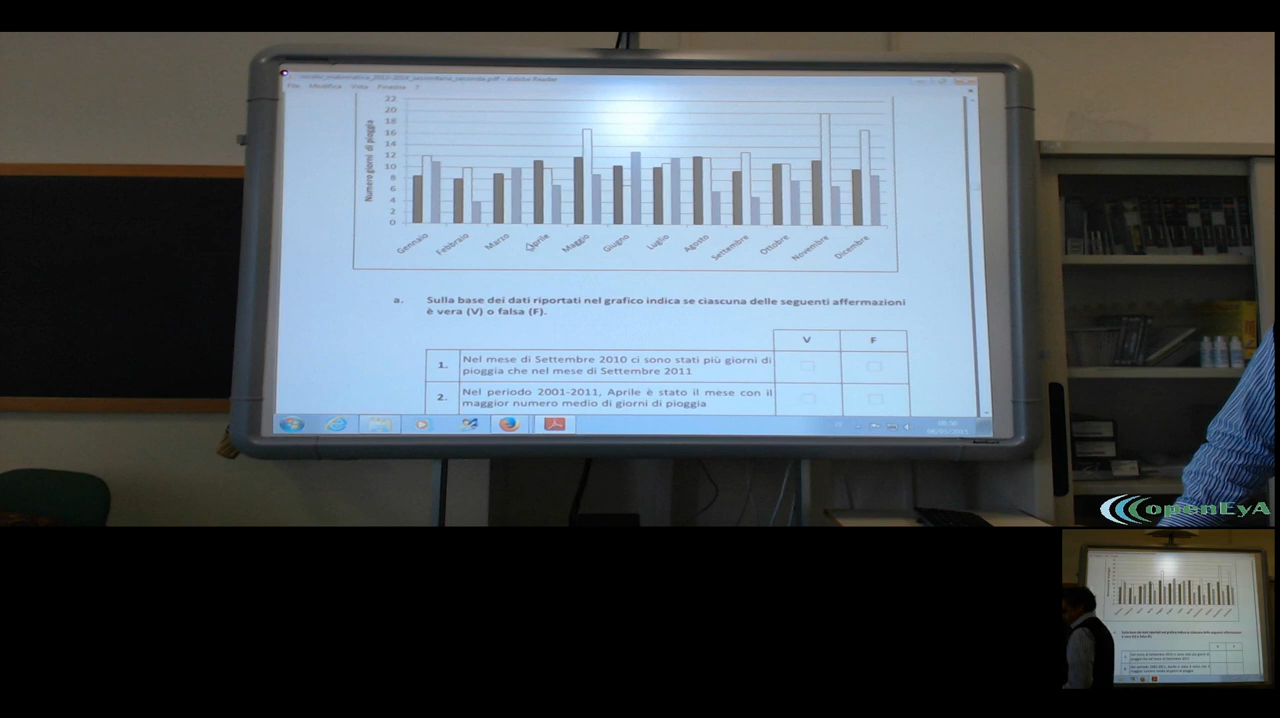 File Modifica Vista Finestra ?
Numero giorni di pioggia
22
20
18
16
14
12
10
8
6
4
2
0
Gennaio Febbraio Marzo Aprile Maggio Giugno Luglio Agosto Settembre Ottobre Novembre Dicembre
a. Sulla base dei dati riportati nel grafico indica se ciascuna delle seguenti affermazioni
è vera (V) o falsa (F).
V F
1. Nel mese di Settembre 2010 ci sono stati più giorni di
pioggia che nel mese di Settembre 2011
2. Nel periodo 2001-2011, Aprile è stato il mese con il
maggior numero medio di giorni di pioggia
openEyA